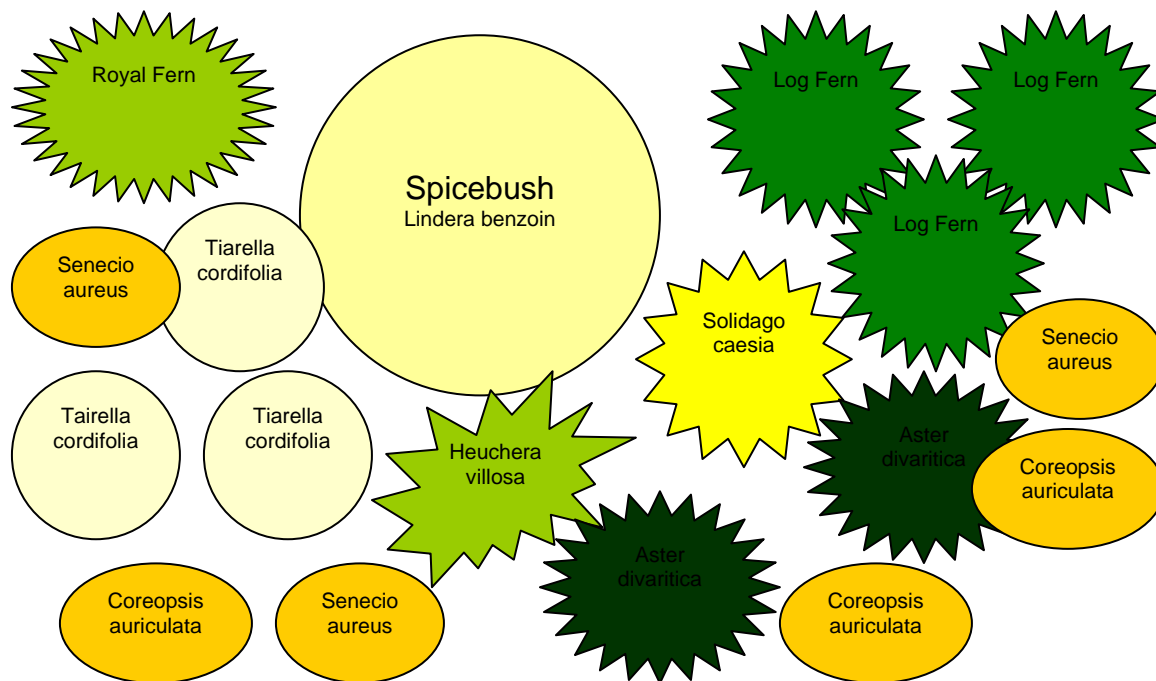 Royal Fern
Log Fern
Log Fern
Spicebush
Lindera benzoin
Log Fern
Tiarella
cordifolia
Senecio
aureus
Solidago
caesia
Senecio
aureus
Tairella
cordifolia
Tiarella
cordifolia
Heuchera
villosa
Aster
divaritica
Coreopsis
auriculata
Aster
divaritica
Coreopsis
auriculata
Senecio
aureus
Coreopsis
auriculata